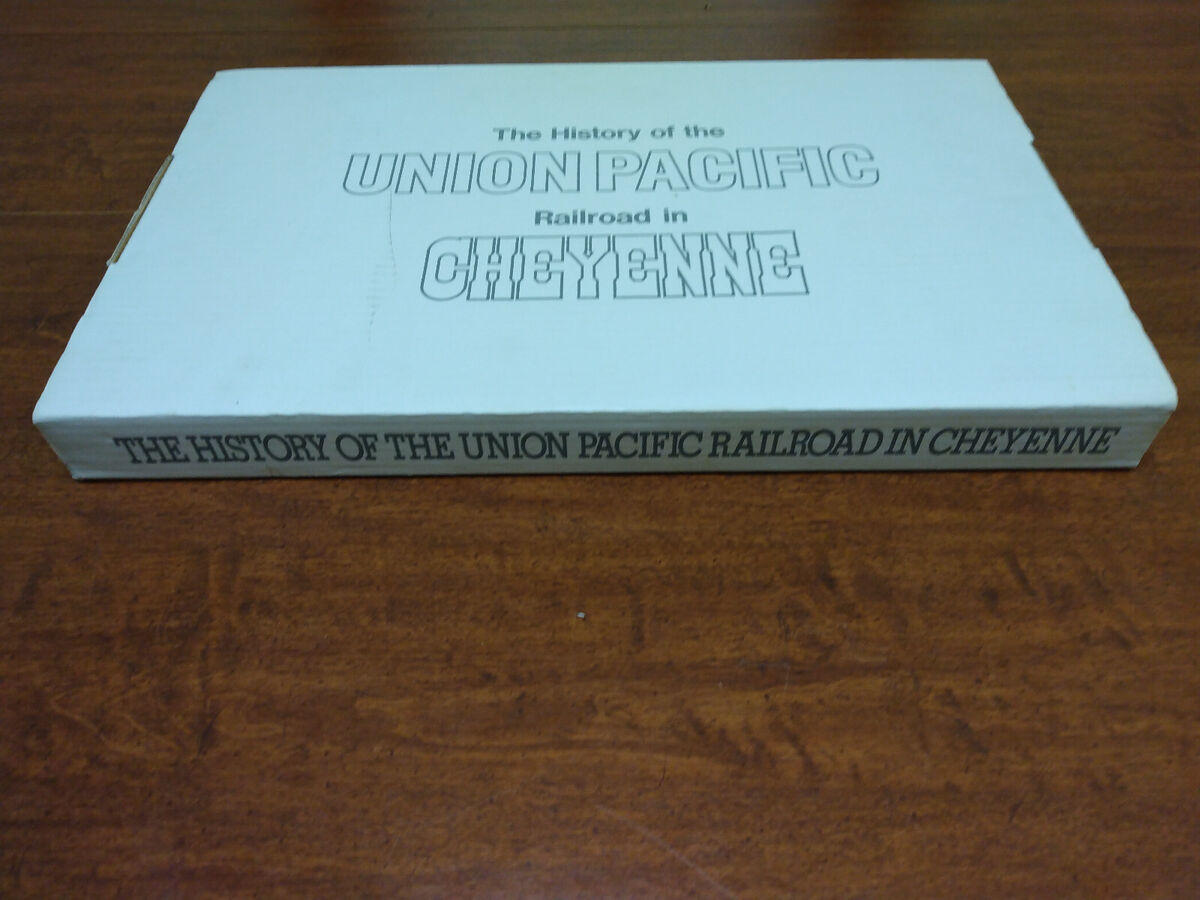 The History of the
UNION PACIFIC
Railroad in
CHEYENNE
THE HISTORY OF THE UNION PACIFIC RAILROAD IN CHEYENNE